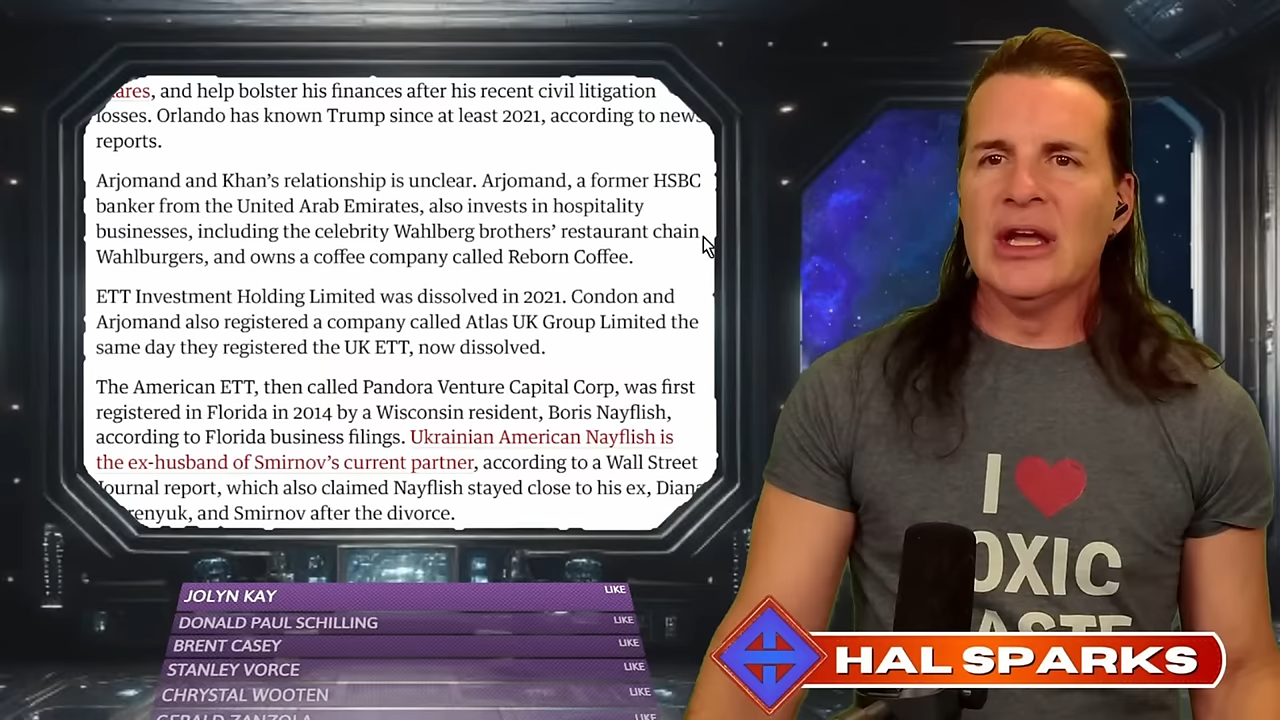 ares, and help bolster his finances after his recent civil litigation
losses. Orlando has known Trump since at least 2021, according to news
reports.
Arjomand and Khan's relationship is unclear. Arjomand, a former HSBC
banker from the United Arab Emirates, also invests in hospitality
businesses, including the celebrity Wahlberg brothers' restaurant chain
Wahlburgers, and owns a coffee company called Reborn Coffee.
ETT Investment Holding Limited was dissolved in 2021. Condon and
Arjomand also registered a company called Atlas UK Group Limited the
same day they registered the UK ETT, now dissolved.
The American ETT, then called Pandora Venture Capital Corp, was first
registered in Florida in 2014 by a Wisconsin resident, Boris Nayflish,
according to Florida business filings. Ukrainian American Nayflish is
the ex-husband of Smirnov's current partner, according to a Wall Street
Journal report, which also claimed Nayflish stayed close to his ex, Diana
renyuk, and Smirnov after the divorce.
JOLYN KAY LIKE
DONALD PAUL SCHILLING LIKE
BRENT CASEY LIKE
STANLEY VORCE LIKE
CHRYSTAL WOOTEN LIKE
GERALD ZANZOLA LIKE
I
OXIC
ASTE
HAL SPARKS